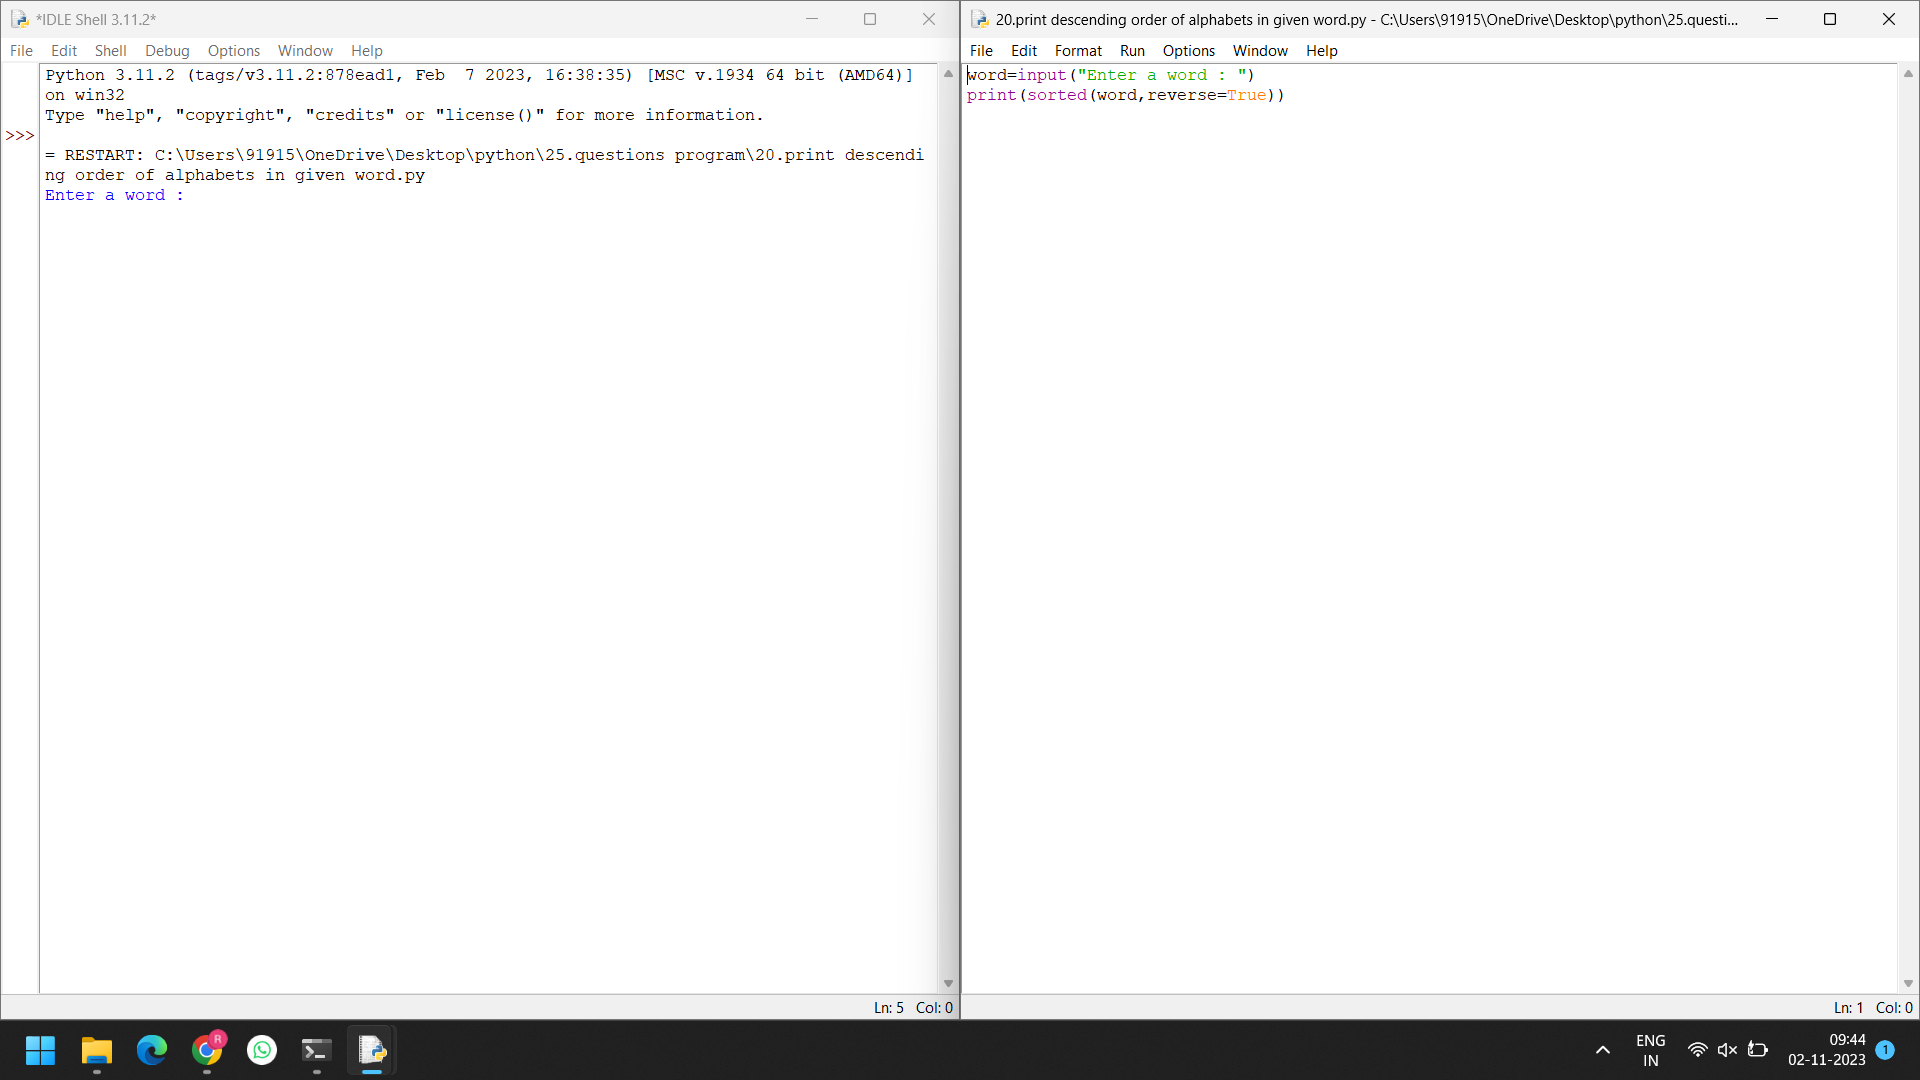 *IDLE Shell 3.11.2*
File Edit Shell Debug Options Window Help
Python 3.11.2 (tags/v3.11.2:878ead1, Feb  7 2023, 16:38:35) [MSC v.1934 64 bit (AMD64)]
on win32
Type "help", "copyright", "credits" or "license()" for more information.
>>>
= RESTART: C:\Users\91915\OneDrive\Desktop\python\25.questions program\20.print descendi
ng order of alphabets in given word.py
Enter a word :
Ln: 5 Col: 0
20.print descending order of alphabets in given word.py - C:\Users\91915\OneDrive\Desktop\python\25.questi...
File Edit Format Run Options Window Help
word=input("Enter a word : ")
print(sorted(word,reverse=True))
Ln: 1 Col: 0
R
ENG
IN
09:44
02-11-2023
1